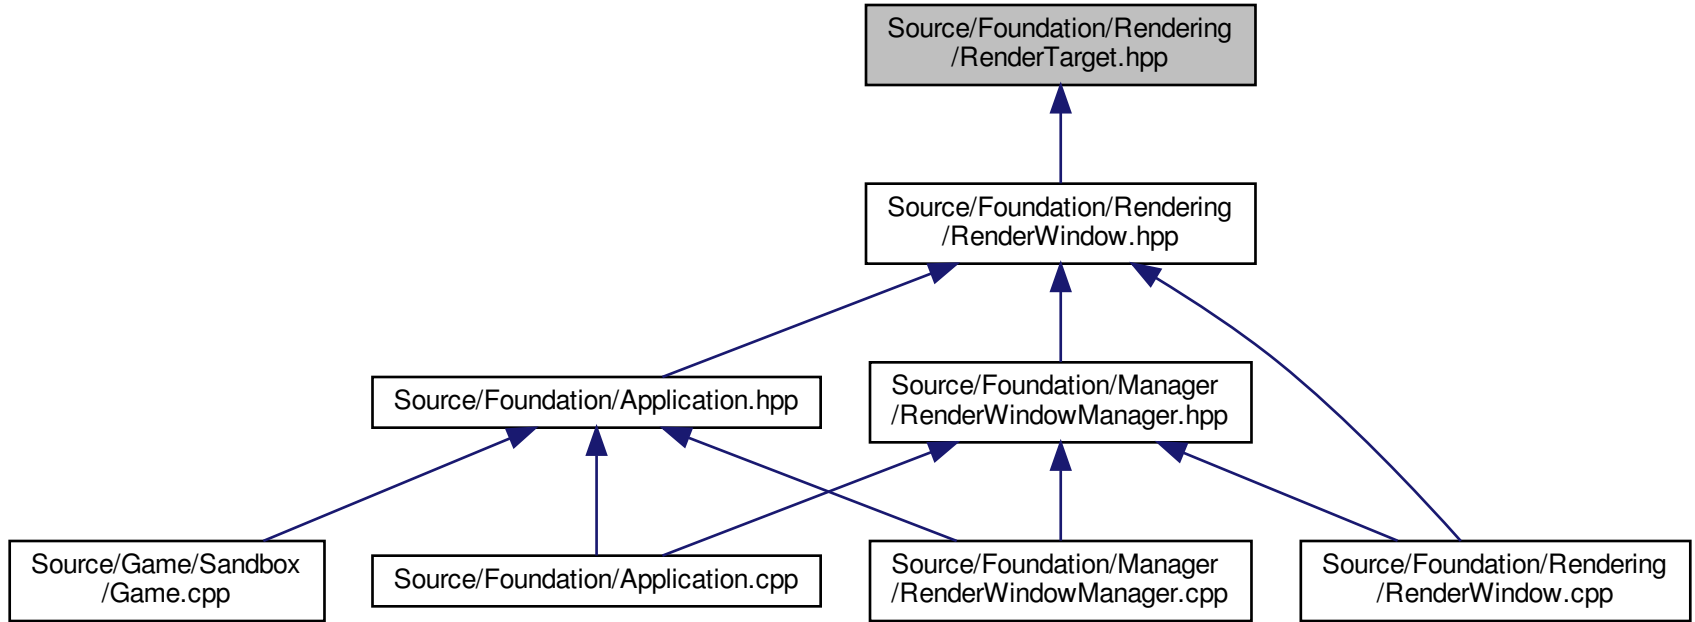 Source/Foundation/Rendering
/RenderTarget.hpp
Source/Foundation/Rendering
/RenderWindow.hpp
Source/Foundation/Application.hpp
Source/Foundation/Manager
/RenderWindowManager.hpp
Source/Game/Sandbox
/Game.cpp
Source/Foundation/Application.cpp
Source/Foundation/Manager
/RenderWindowManager.cpp
Source/Foundation/Rendering
/RenderWindow.cpp